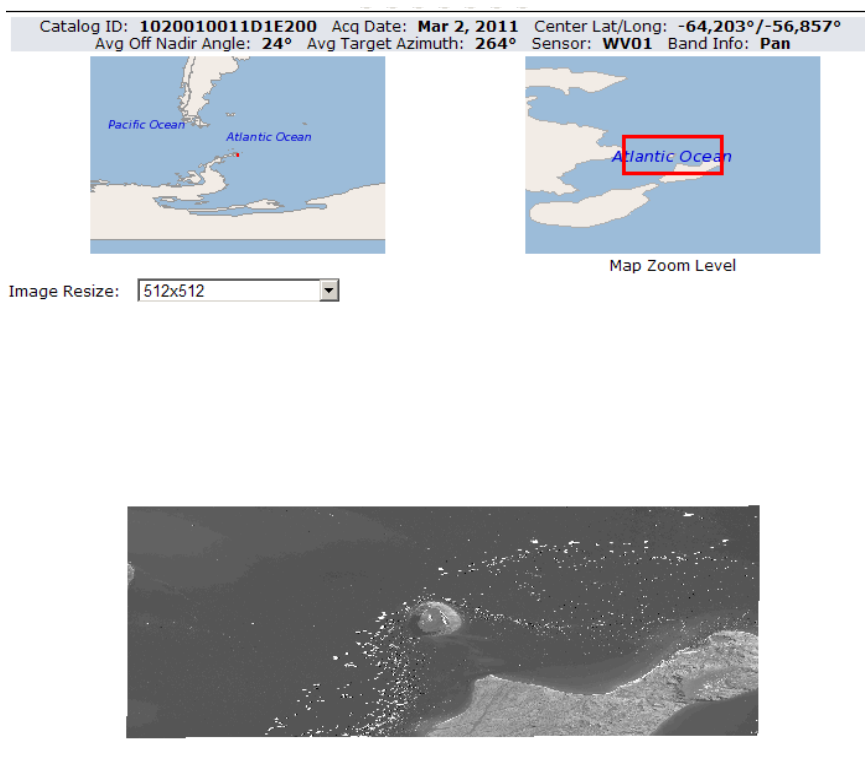 Catalog ID: 1020010011D1E200 Acq Date: Mar 2, 2011 Center Lat/Long: -64,203°/-56,857°
Avg Off Nadir Angle: 24° Avg Target Azimuth: 264° Sensor: WV01 Band Info: Pan
Pacific Ocean
Atlantic Ocean
Atlantic Ocean
Map Zoom Level
Image Resize: 512x512